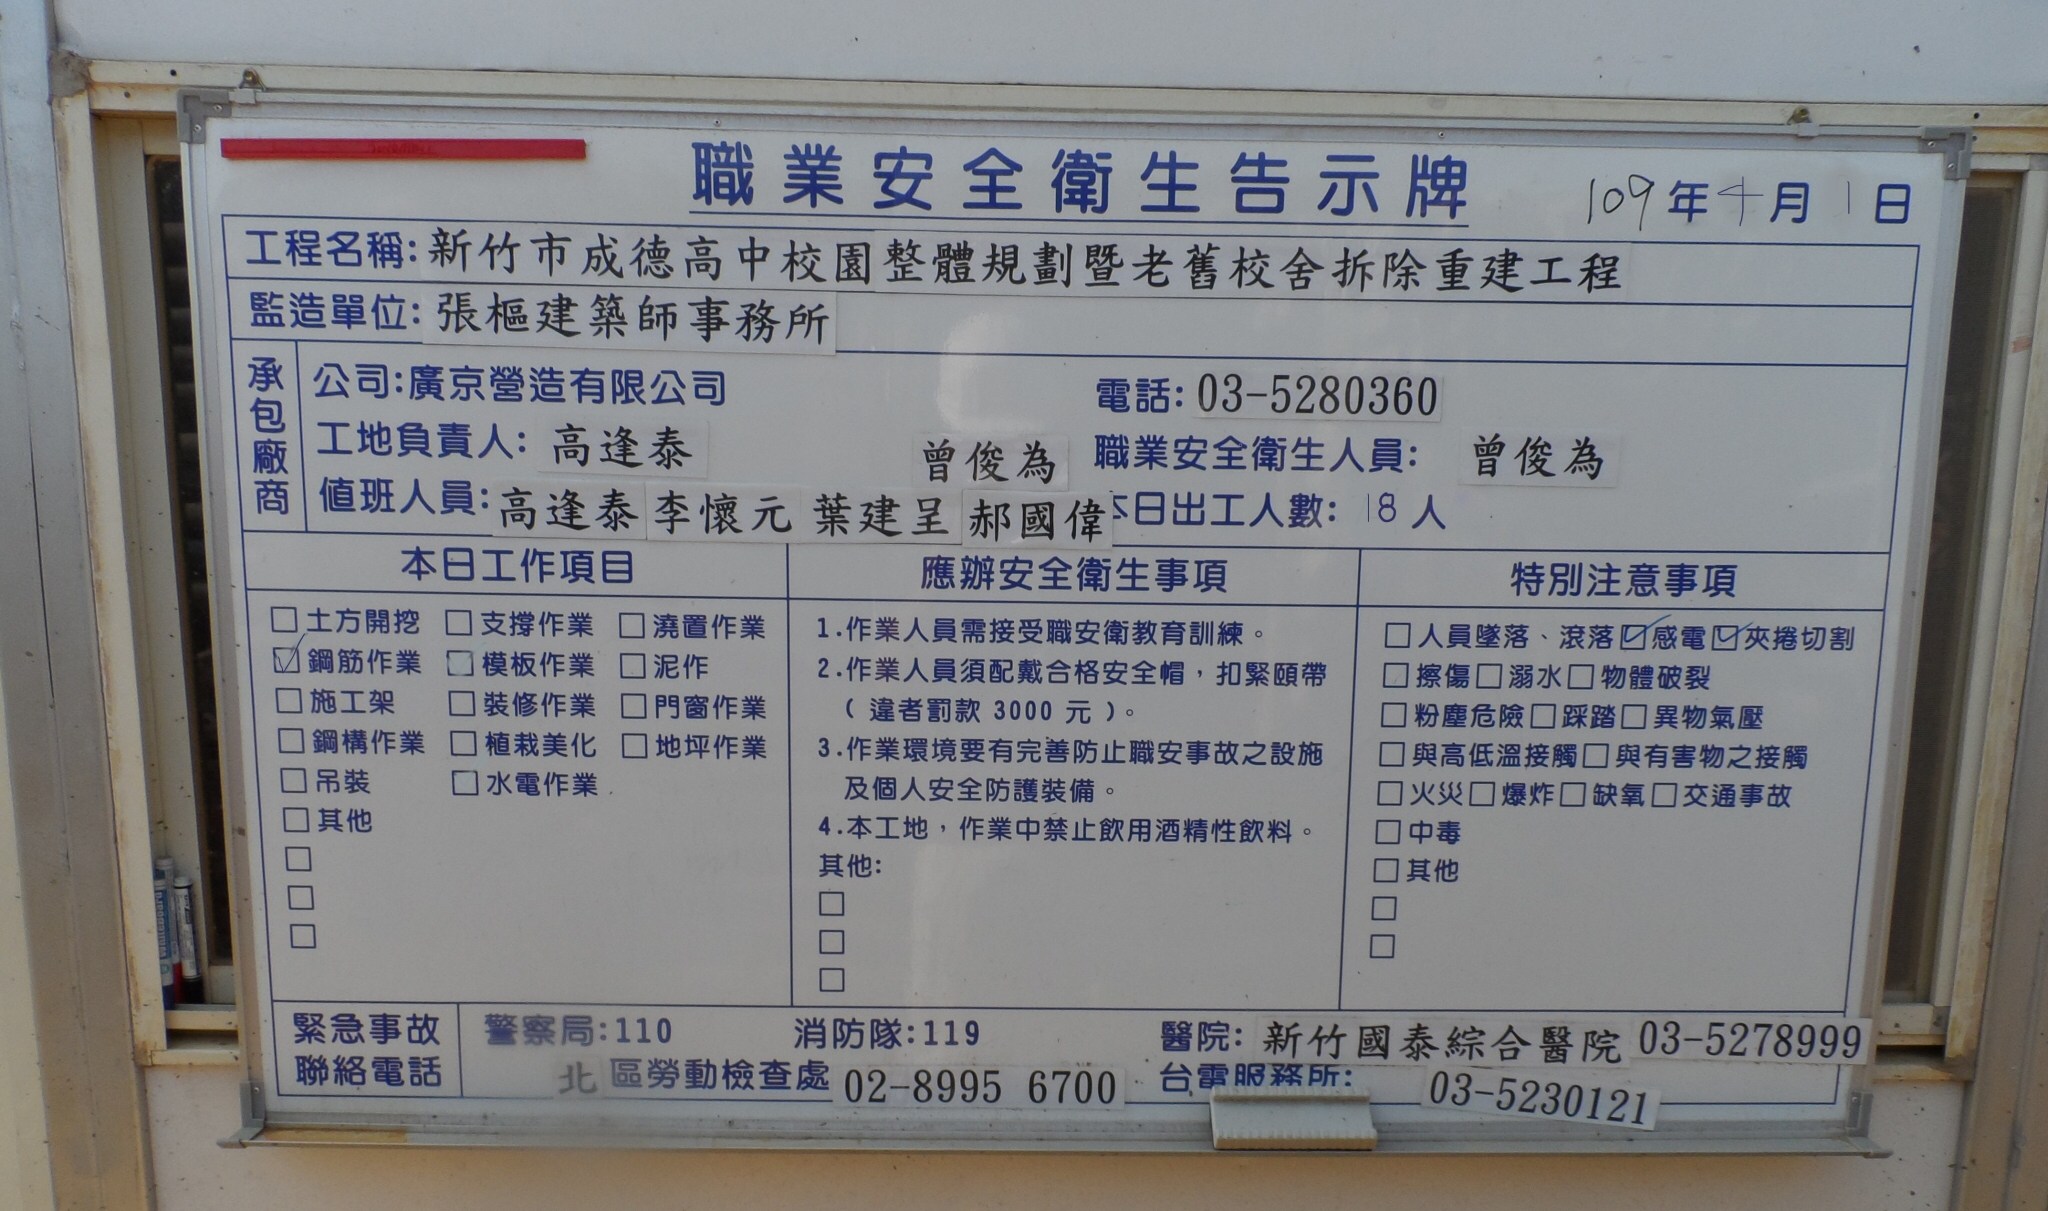 職業安全衛生告示牌
109年4月1日
工程名稱:新竹市成德高中校園整體規劃暨老舊校舍拆除重建工程
監造單位:張樞建築師事務所
承包廠商
公司:廣京營造有限公司 電話:03-5280360
工地負責人:高逢泰 曾俊為 職業安全衛生人員:曾俊為
值班人員:高逢泰 李懷元 葉建呈 郝國偉 本日出工人數:18人
本日工作項目 應辦安全衛生事項 特別注意事項
□土方開挖 □支撐作業 □澆置作業
☑鋼筋作業 □模板作業 □泥作
□施工架 □裝修作業 □門窗作業
□鋼構作業 □植栽美化 □地坪作業
□吊裝 □水電作業
□其他
□
□
□
1.作業人員需接受職安衛教育訓練。
2.作業人員須配戴合格安全帽,扣緊頤帶
(違者罰款 3000 元)。
3.作業環境要有完善防止職安事故之設施
及個人安全防護裝備。
4.本工地,作業中禁止飲用酒精性飲料。
其他:
□
□
□
□人員墜落、滾落☑感電☑夾捲切割
□擦傷□溺水□物體破裂
□粉塵危險□踩踏□異物氣壓
□與高低溫接觸□與有害物之接觸
□火災□爆炸□缺氧□交通事故
□中毒
□其他
□
□
緊急事故
聯絡電話
警察局:110 消防隊:119 醫院:新竹國泰綜合醫院 03-5278999
北區勞動檢查處 02-8995 6700 台電服務所: 03-5230121
Whiteboard